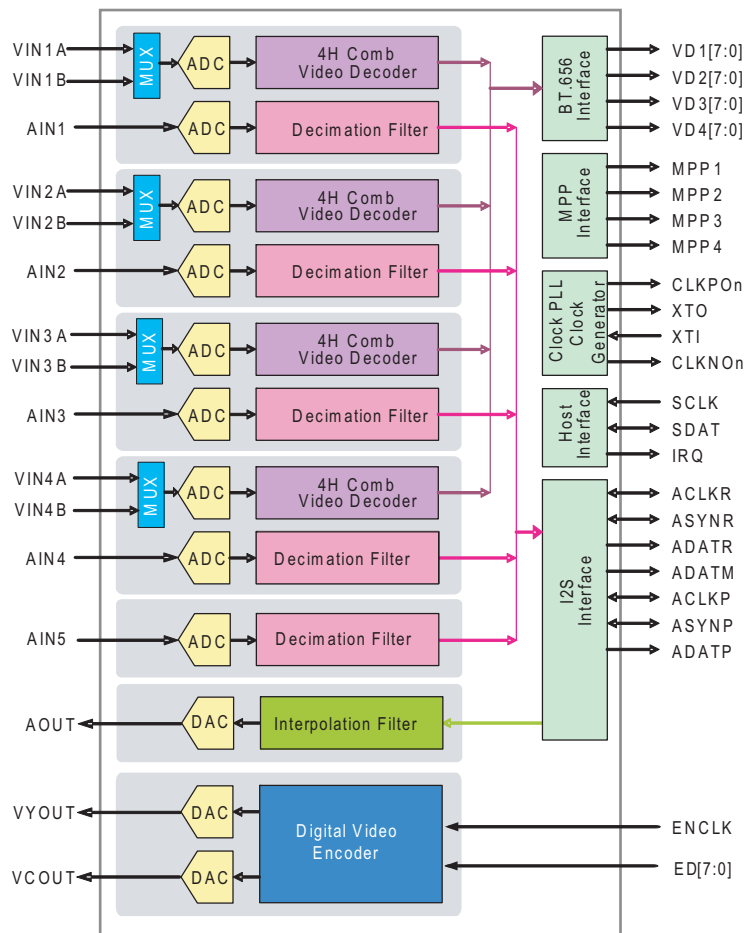 VIN1A
VIN1B
MUX
ADC
4H Comb
Video Decoder
AIN1
ADC
Decimation Filter
VIN2A
VIN2B
MUX
ADC
4H Comb
Video Decoder
AIN2
ADC
Decimation Filter
VIN3A
VIN3B
MUX
ADC
4H Comb
Video Decoder
AIN3
ADC
Decimation Filter
VIN4A
VIN4B
MUX
ADC
4H Comb
Video Decoder
AIN4
ADC
Decimation Filter
AIN5
ADC
Decimation Filter
AOUT
DAC
Interpolation Filter
VYOUT
DAC
VCOUT
DAC
Digital Video
Encoder
BT.656
Interface
VD1[7:0]
VD2[7:0]
VD3[7:0]
VD4[7:0]
MPP
Interface
MPP1
MPP2
MPP3
MPP4
Clock PLL
Clock
Generator
CLKPOn
XTO
XTI
CLKNOn
Host
Interface
SCLK
SDAT
IRQ
I2S
Interface
ACLKR
ASYNR
ADATR
ADATM
ACLKP
ASYNP
ADATP
ENCLK
ED[7:0]